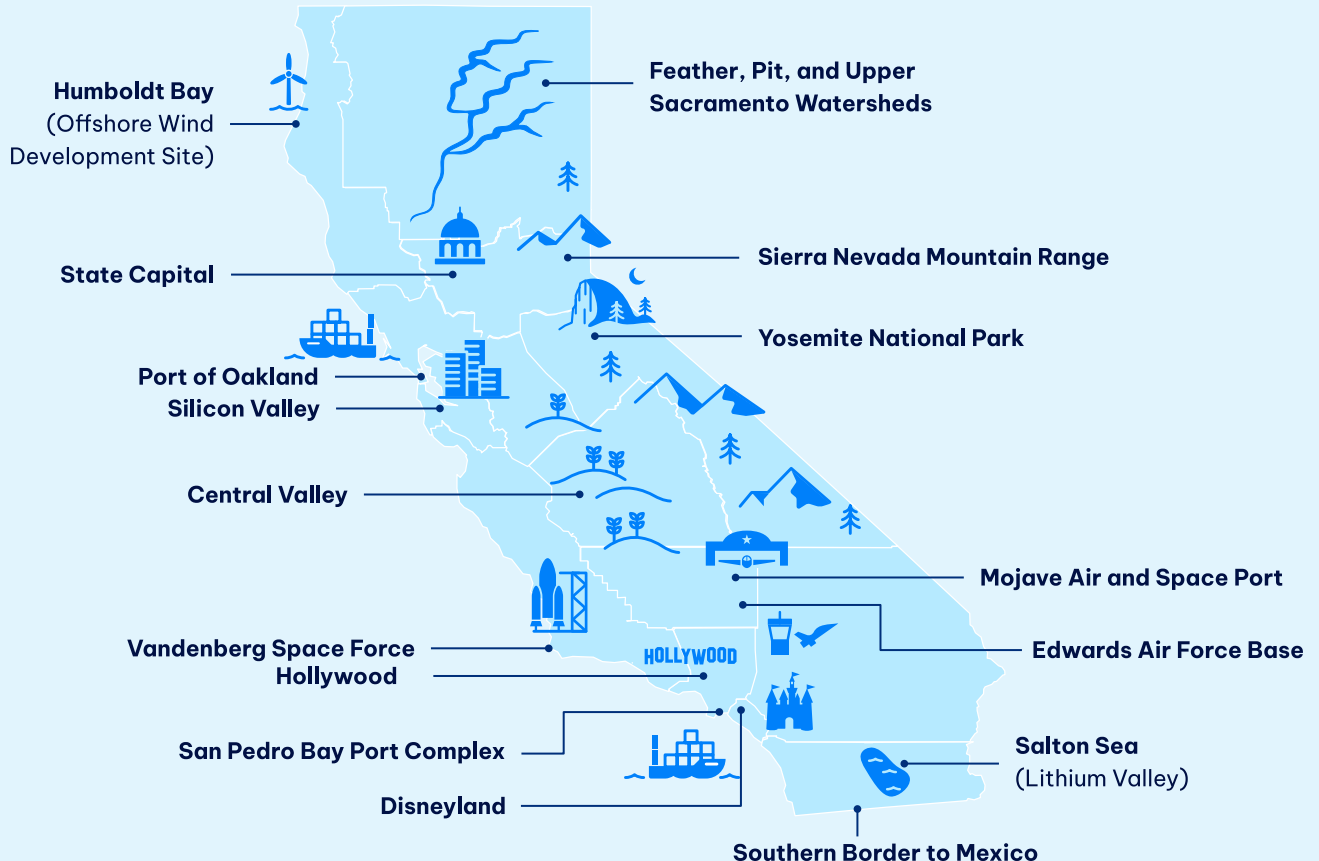 Humboldt Bay
(Offshore Wind
Development Site)
Feather, Pit, and Upper
Sacramento Watersheds
State Capital
Sierra Nevada Mountain Range
Yosemite National Park
Port of Oakland
Silicon Valley
Central Valley
Mojave Air and Space Port
Vandenberg Space Force
HOLLYWOOD
Edwards Air Force Base
Hollywood
San Pedro Bay Port Complex
Salton Sea
(Lithium Valley)
Disneyland
Southern Border to Mexico